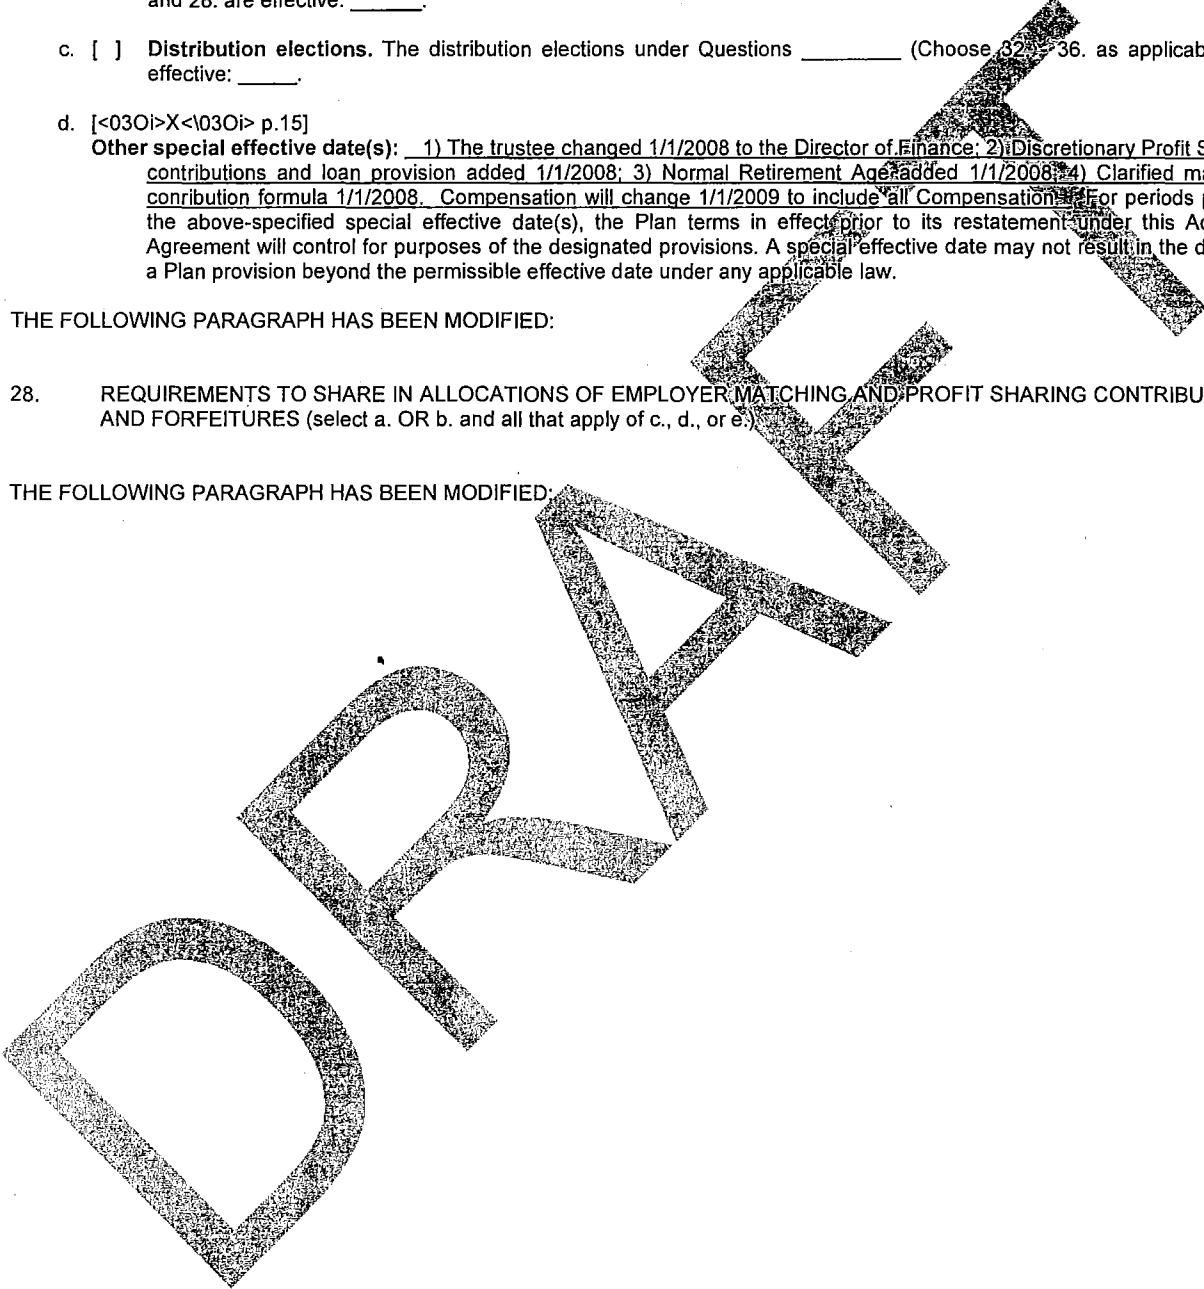 and 28. are effective: ______.
c. [ ] Distribution elections. The distribution elections under Questions ________ (Choose 32. - 36. as applicab
effective: _____.
d. [<03Oi>X<\03Oi> p.15]
Other special effective date(s): 1) The trustee changed 1/1/2008 to the Director of Finance; 2) Discretionary Profit S
contributions and loan provision added 1/1/2008; 3) Normal Retirement Age added 1/1/2008; 4) Clarified ma
conribution formula 1/1/2008. Compensation will change 1/1/2009 to include all Compensation. For periods
the above-specified special effective date(s), the Plan terms in effect prior to its restatement under this Ad
Agreement will control for purposes of the designated provisions. A special effective date may not result in the d
a Plan provision beyond the permissible effective date under any applicable law.
THE FOLLOWING PARAGRAPH HAS BEEN MODIFIED:
28. REQUIREMENTS TO SHARE IN ALLOCATIONS OF EMPLOYER MATCHING AND PROFIT SHARING CONTRIBU
AND FORFEITURES (select a. OR b. and all that apply of c., d., or e.)
THE FOLLOWING PARAGRAPH HAS BEEN MODIFIED:
DRAFT